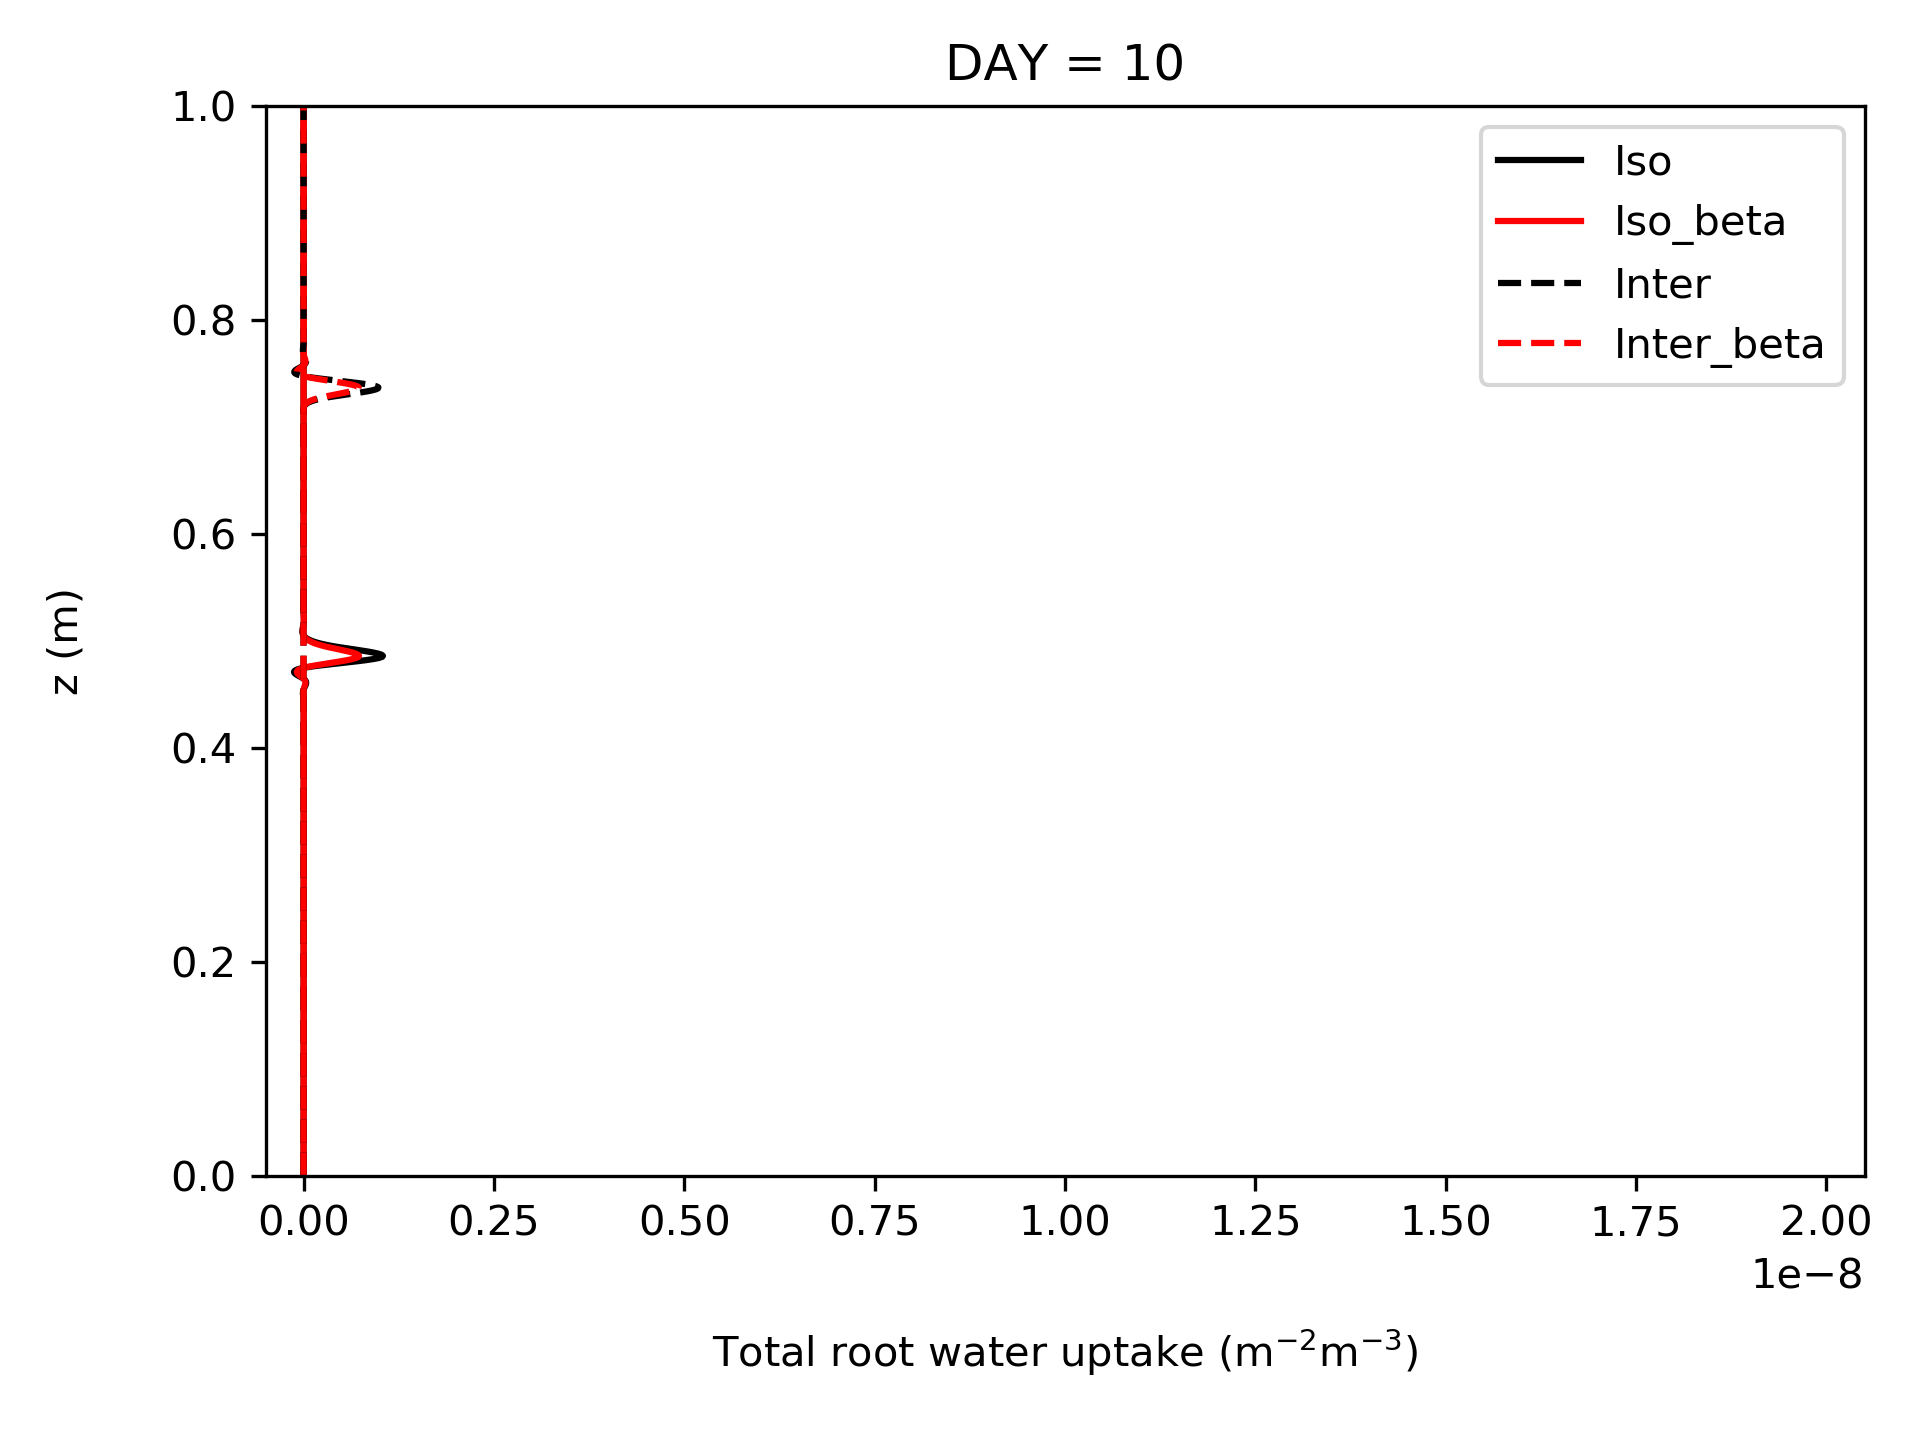 DAY = 10
1.0
0.8
0.6
0.4
0.2
0.0
z (m)
Iso
Iso_beta
Inter
Inter_beta
0.00 0.25 0.50 0.75 1.00 1.25 1.50 1.75 2.00
1e−8
Total root water uptake (m⁻²m⁻³)